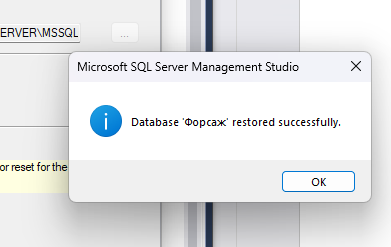 ERVER\MSSQL
...
Microsoft SQL Server Management Studio
Database 'Форсаж' restored successfully.
or reset for the
OK